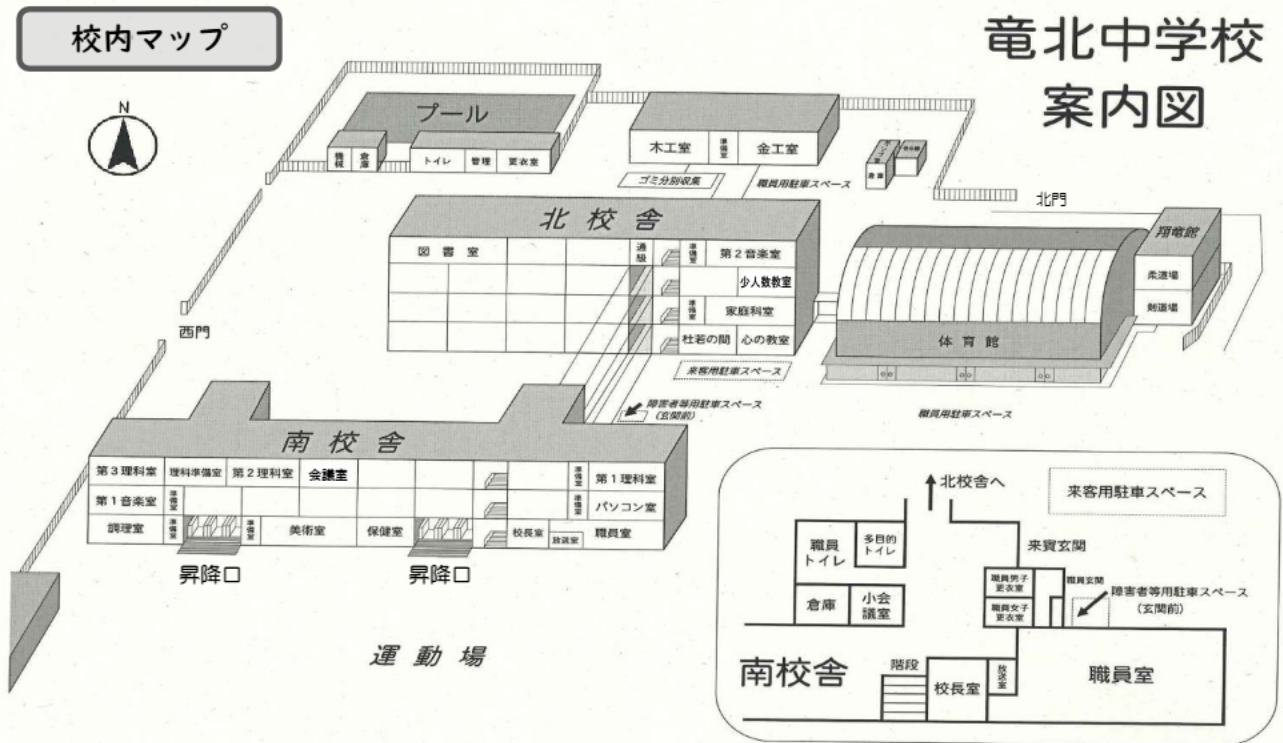 校内マップ
竜北中学校
案内図
N
プール
機械
倉庫
トイレ
管理
更衣室
木工室
準備室
金工室
ゴミ分別収集
職員用駐車スペース
倉庫
北門
北校舎
図書室
通級
準備室
第2音楽室
少人数教室
準備室
家庭科室
杜若の間
心の教室
来客用駐車スペース
体育館
翔竜館
柔道場
剣道場
職員用駐車スペース
西門
障害者等用駐車スペース
(玄関前)
南校舎
第3理科室
理科準備室
第2理科室
会議室
準備室
第1理科室
第1音楽室
準備室
準備室
パソコン室
調理室
準備室
準備室
美術室
保健室
校長室
放送室
職員室
昇降口
昇降口
運動場
北校舎へ
来客用駐車スペース
職員
トイレ
多目的
トイレ
来賓玄関
職員男子
更衣室
職員玄関
倉庫
小会
議室
職員女子
更衣室
障害者等用駐車スペース
(玄関前)
南校舎
階段
校長室
放送室
職員室